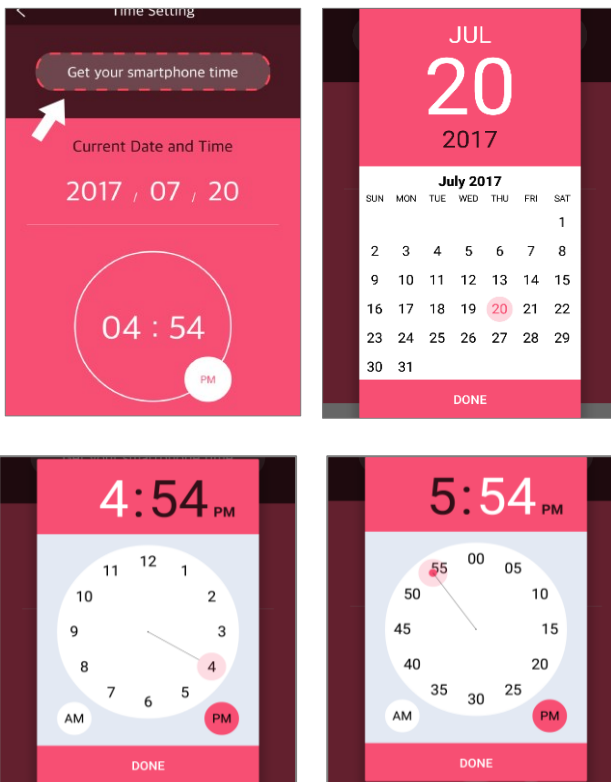 Time Setting
Get your smartphone time
Current Date and Time
2017 / 07 / 20
04 : 54
PM
JUL
20
2017
July 2017
SUN MON TUE WED THU FRI SAT
1
2 3 4 5 6 7 8
9 10 11 12 13 14 15
16 17 18 19 20 21 22
23 24 25 26 27 28 29
30 31
DONE
4:54 PM
12
11 1
10 2
9 3
8 4
7 5
6
AM PM
DONE
5:54 PM
00
55 05
50 10
45 15
40 20
35 25
30
AM PM
DONE